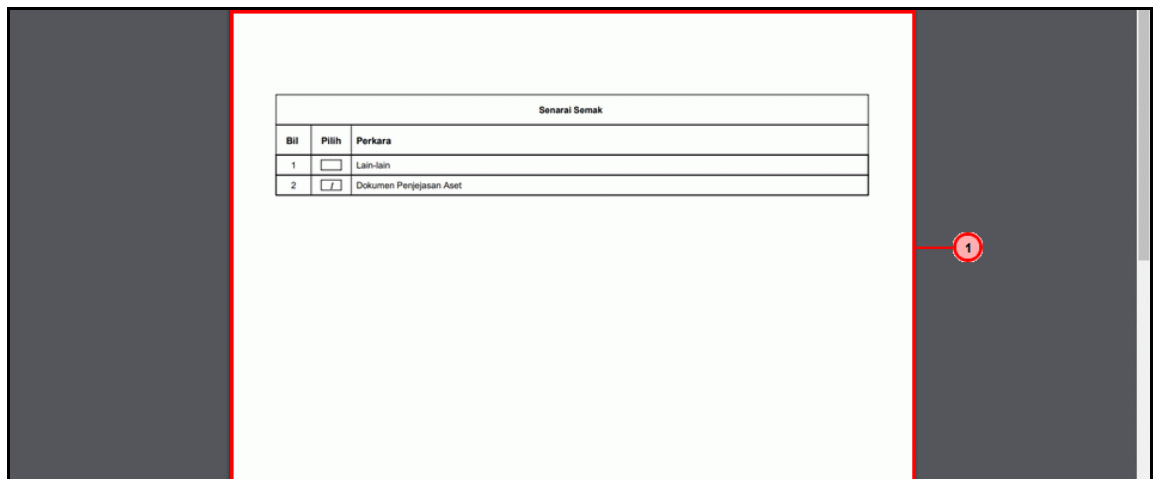 Senarai Semak
Bil Pilih Perkara
1 Lain-lain
2 / Dokumen Penjejasan Aset
1